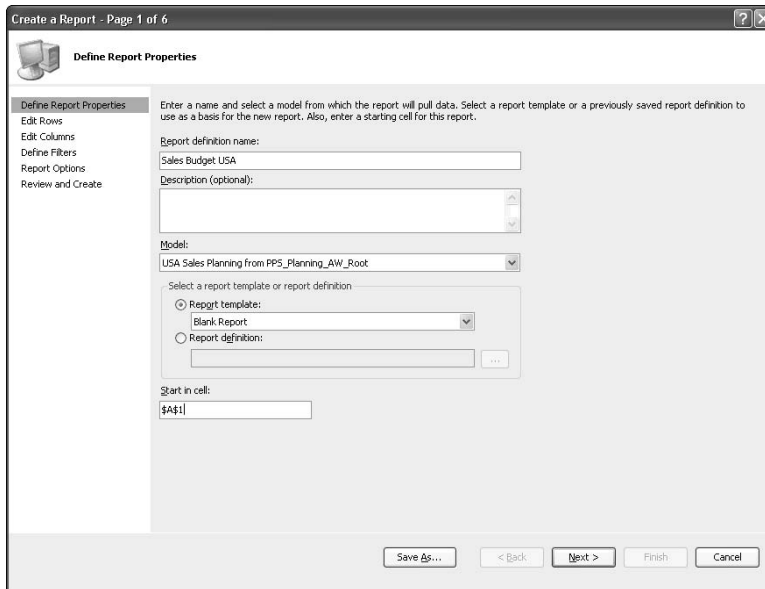 Create a Report - Page 1 of 6
Define Report Properties
Define Report Properties
Edit Rows
Edit Columns
Define Filters
Report Options
Review and Create
Enter a name and select a model from which the report will pull data. Select a report template or a previously saved report definition to
use as a basis for the new report. Also, enter a starting cell for this report.
Report definition name:
Sales Budget USA
Description (optional):
Model:
USA Sales Planning from PPS_Planning_AW_Root
Select a report template or report definition
Report template:
Blank Report
Report definition:
...
Start in cell:
$A$1
Save As...
< Back
Next >
Finish
Cancel